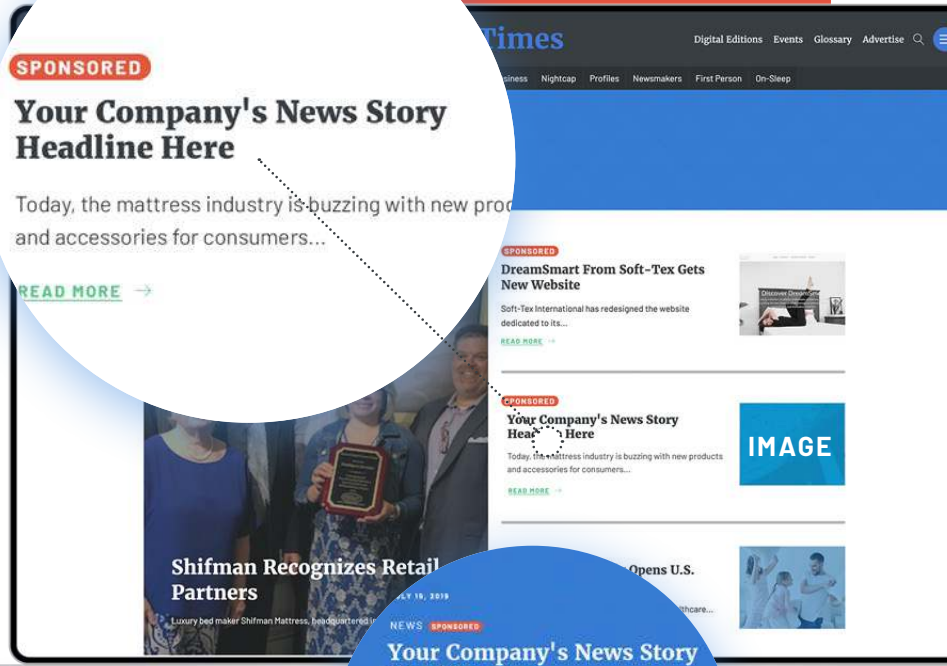 Times
Digital Editions Events Glossary Advertise
Nightcap Profiles Newsmakers First Person On-Sleep
SPONSORED
Your Company's News Story
Headline Here
Today, the mattress industry is buzzing with new
and accessories for consumers...
READ MORE →
SPONSORED
DreamSmart From Soft-Tex Gets
New Website
Soft-Tex International has redesigned the website
dedicated to its...
READ MORE →
SPONSORED
Your Company's News Story
Here
Today, the mattress industry is buzzing with new products
and accessories for consumers...
READ MORE →
IMAGE
Opens U.S.
Shifman Recognizes Retail
Partners
19, 2019
Luxury bed maker Shifman Mattress, headquartered in
NEWS SPONSORED
Your Company's News Story